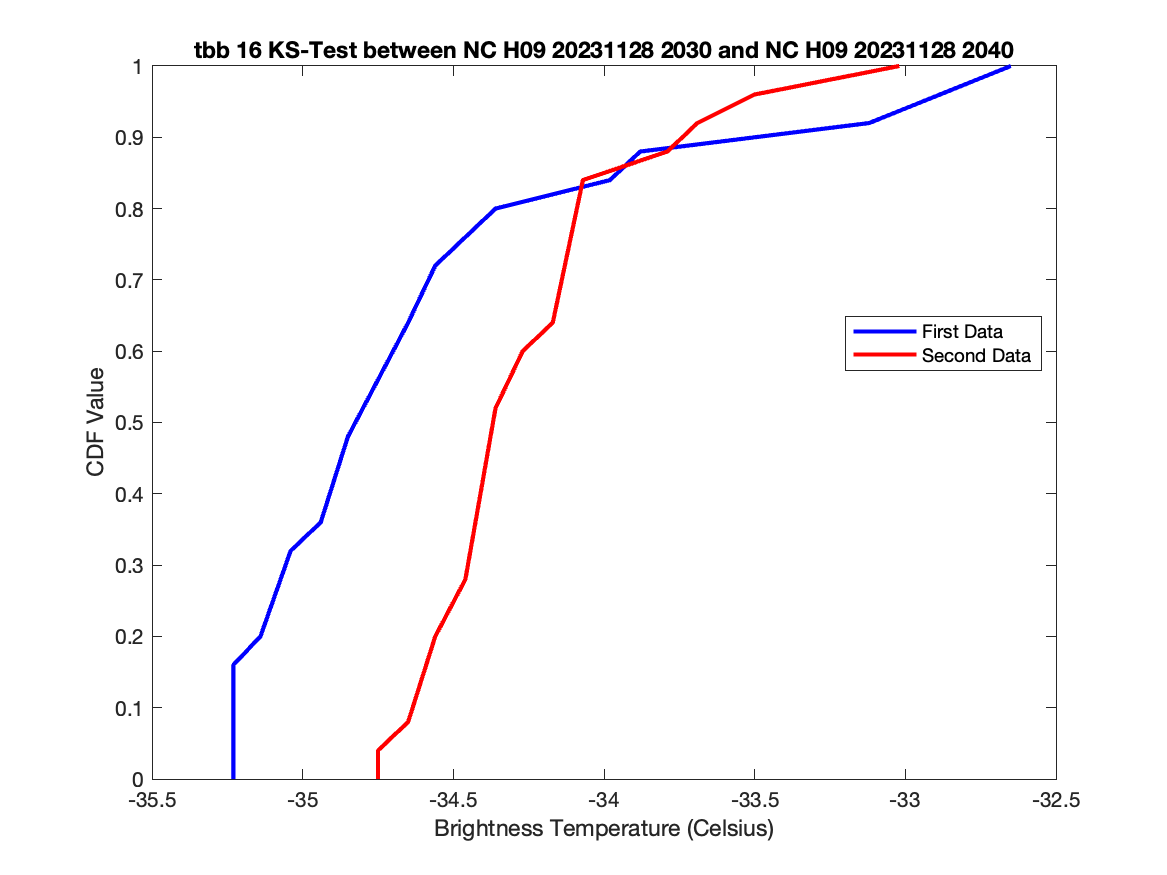 tbb 16 KS-Test between NC H09 20231128 2030 and NC H09 20231128 2040
1
0.9
0.8
0.7
0.6
0.5
0.4
0.3
0.2
0.1
0
CDF Value
First Data
Second Data
-35.5 -35 -34.5 -34 -33.5 -33 -32.5
Brightness Temperature (Celsius)